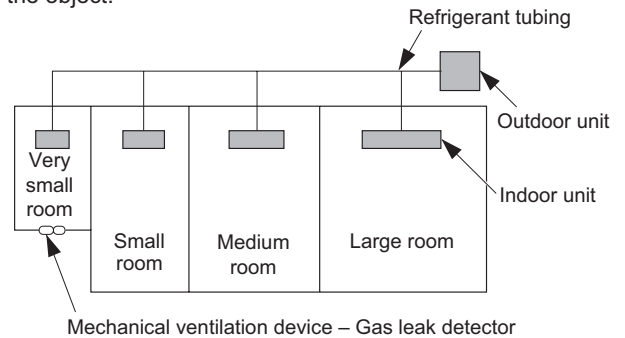 the object.
Refrigerant tubing
Outdoor unit
Very
small
room
Indoor unit
Small
room
Medium
room
Large room
Mechanical ventilation device – Gas leak detector